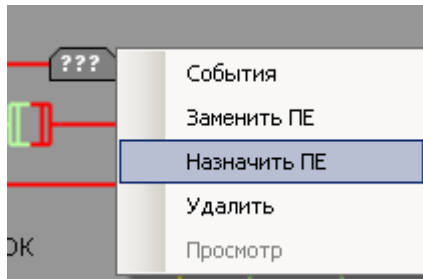 ???
События
Заменить ПЕ
Назначить ПЕ
Удалить
ОК
Просмотр